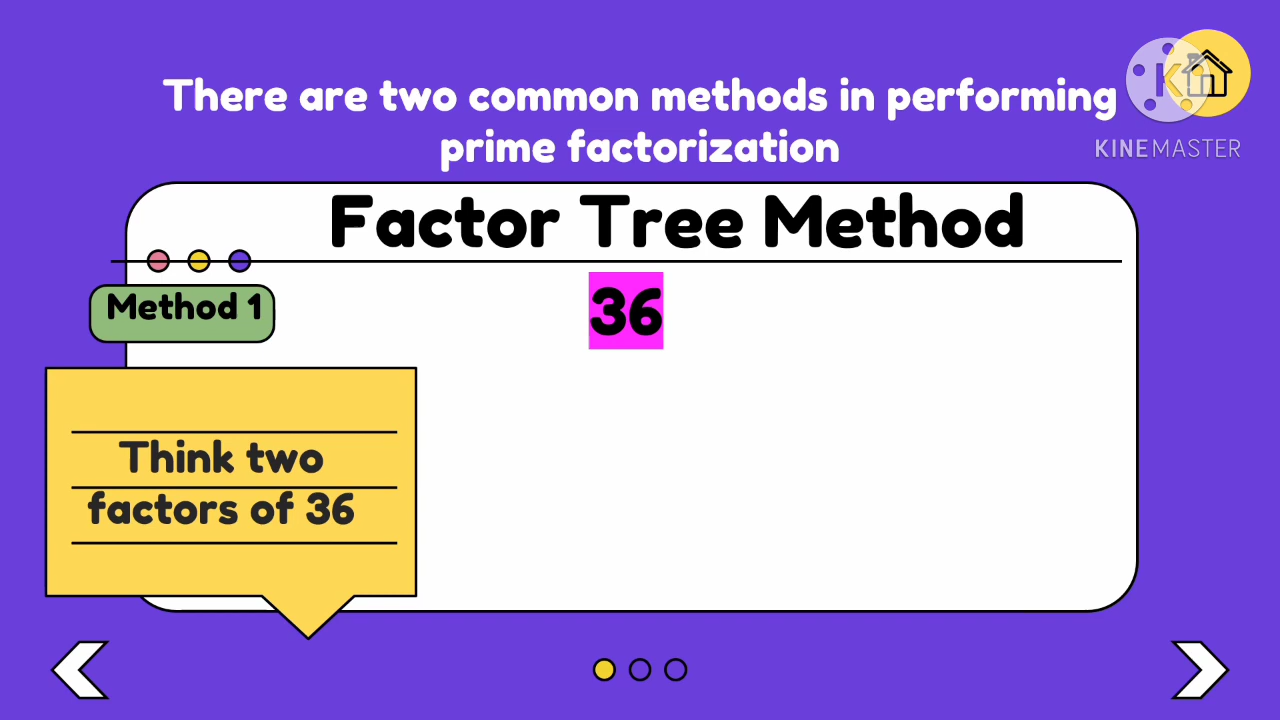 There are two common methods in performing
prime factorization
KINEMASTER
Factor Tree Method
Method 1
36
Think two
factors of 36